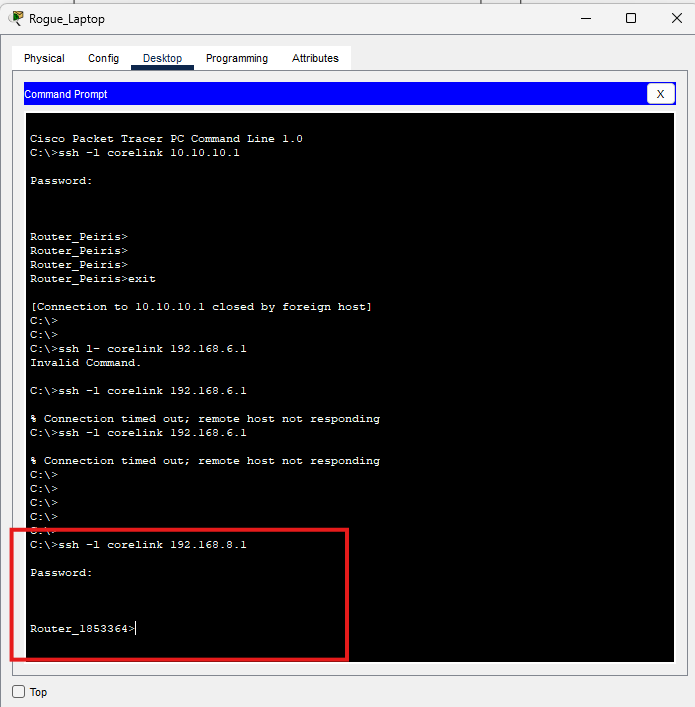 Rogue_Laptop
Physical Config Desktop Programming Attributes
Command Prompt
X
Cisco Packet Tracer PC Command Line 1.0
C:\>ssh -l corelink 10.10.10.1
Password:
Router_Peiris>
Router_Peiris>
Router_Peiris>
Router_Peiris>exit
[Connection to 10.10.10.1 closed by foreign host]
C:\>
C:\>
C:\>ssh l- corelink 192.168.6.1
Invalid Command.
C:\>ssh -l corelink 192.168.6.1
% Connection timed out; remote host not responding
C:\>ssh -l corelink 192.168.6.1
% Connection timed out; remote host not responding
C:\>
C:\>
C:\>
C:\>
C:\>
C:\>ssh -l corelink 192.168.8.1
Password:
Router_1853364>
Top